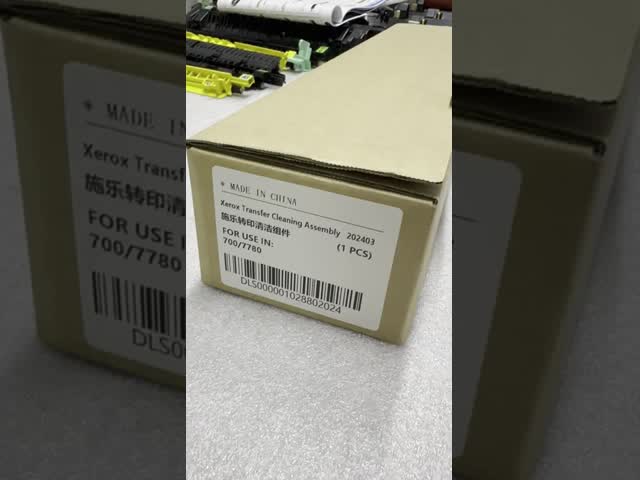 * MADE IN CHINA
Xerox Transfer Cleaning Assembly 202403
施乐转印清洁组件 (1 PCS)
FOR USE IN:
700/7780
DLS000001028802024